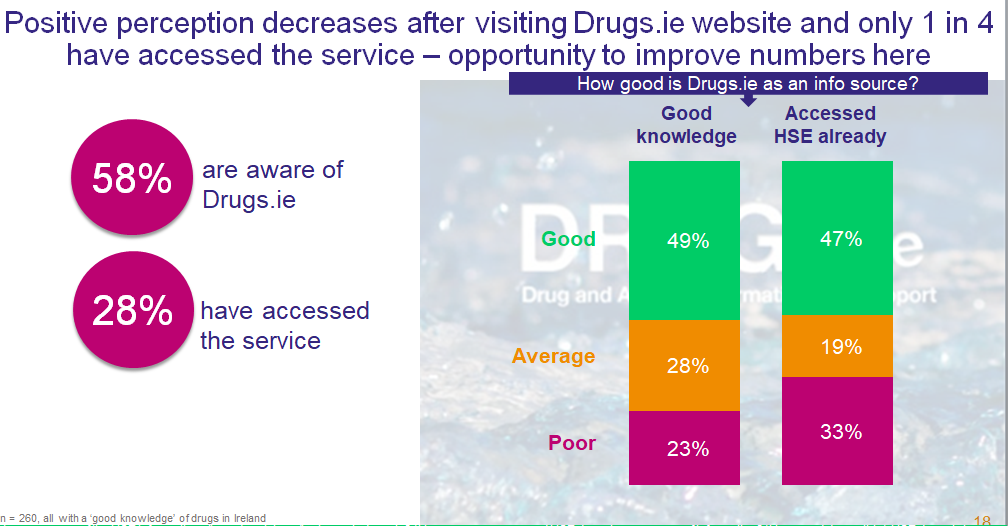 Positive perception decreases after visiting Drugs.ie website and only 1 in 4
have accessed the service – opportunity to improve numbers here
How good is Drugs.ie as an info source?
58%
are aware of
Drugs.ie
28%
have accessed
the service
Good
knowledge
Accessed
HSE already
Good
49%
47%
Average
28%
19%
Poor
23%
33%
Drug and A
port
n = 260, all with a ‘good knowledge’ of drugs in Ireland
18